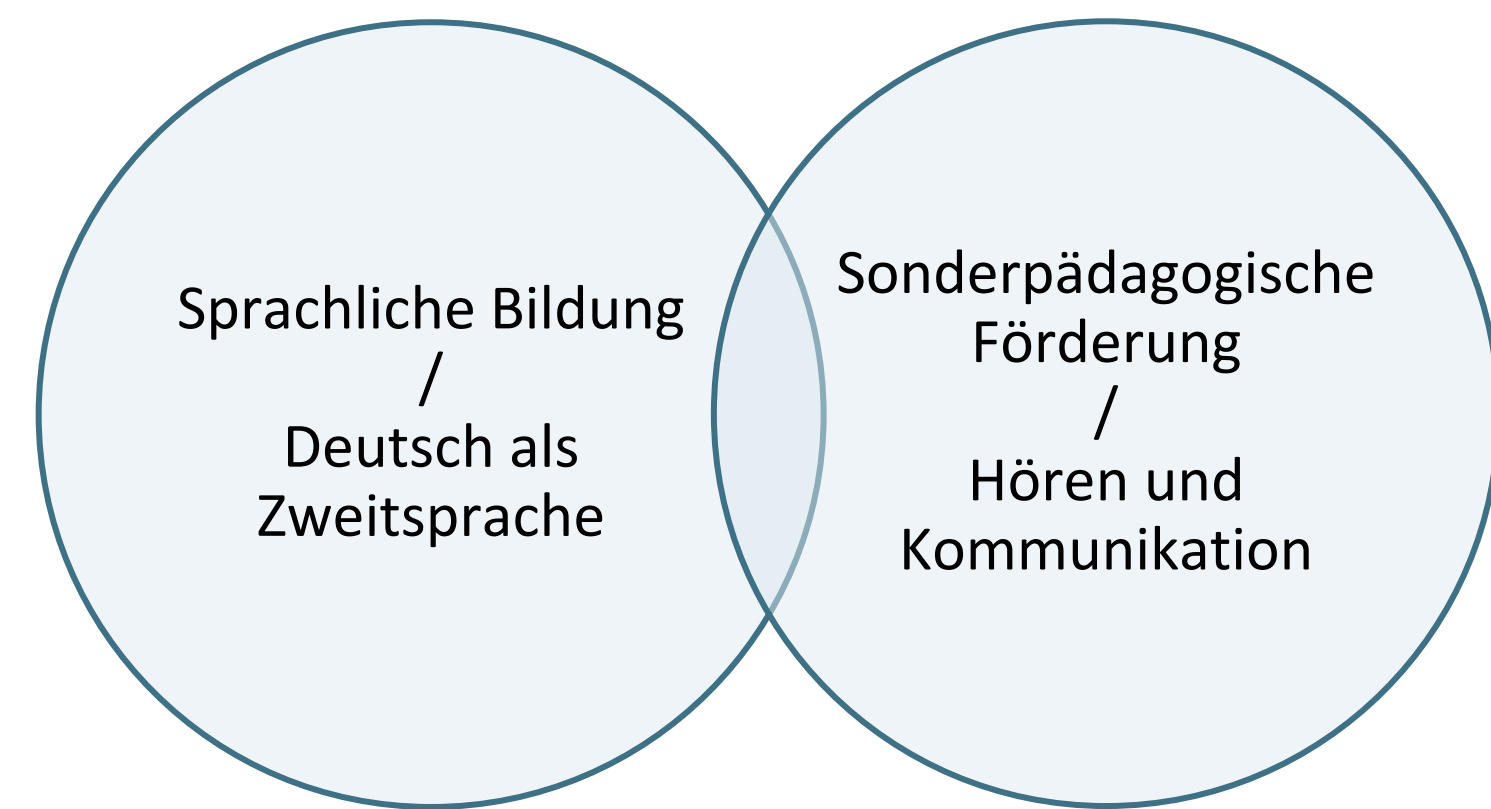 Sprachliche Bildung
/
Deutsch als
Zweitsprache
Sonderpädagogische
Förderung
/
Hören und
Kommunikation